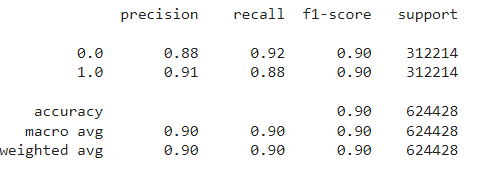 precision recall f1-score support
0.0 0.88 0.92 0.90 312214
1.0 0.91 0.88 0.90 312214
accuracy 0.90 624428
macro avg 0.90 0.90 0.90 624428
weighted avg 0.90 0.90 0.90 624428